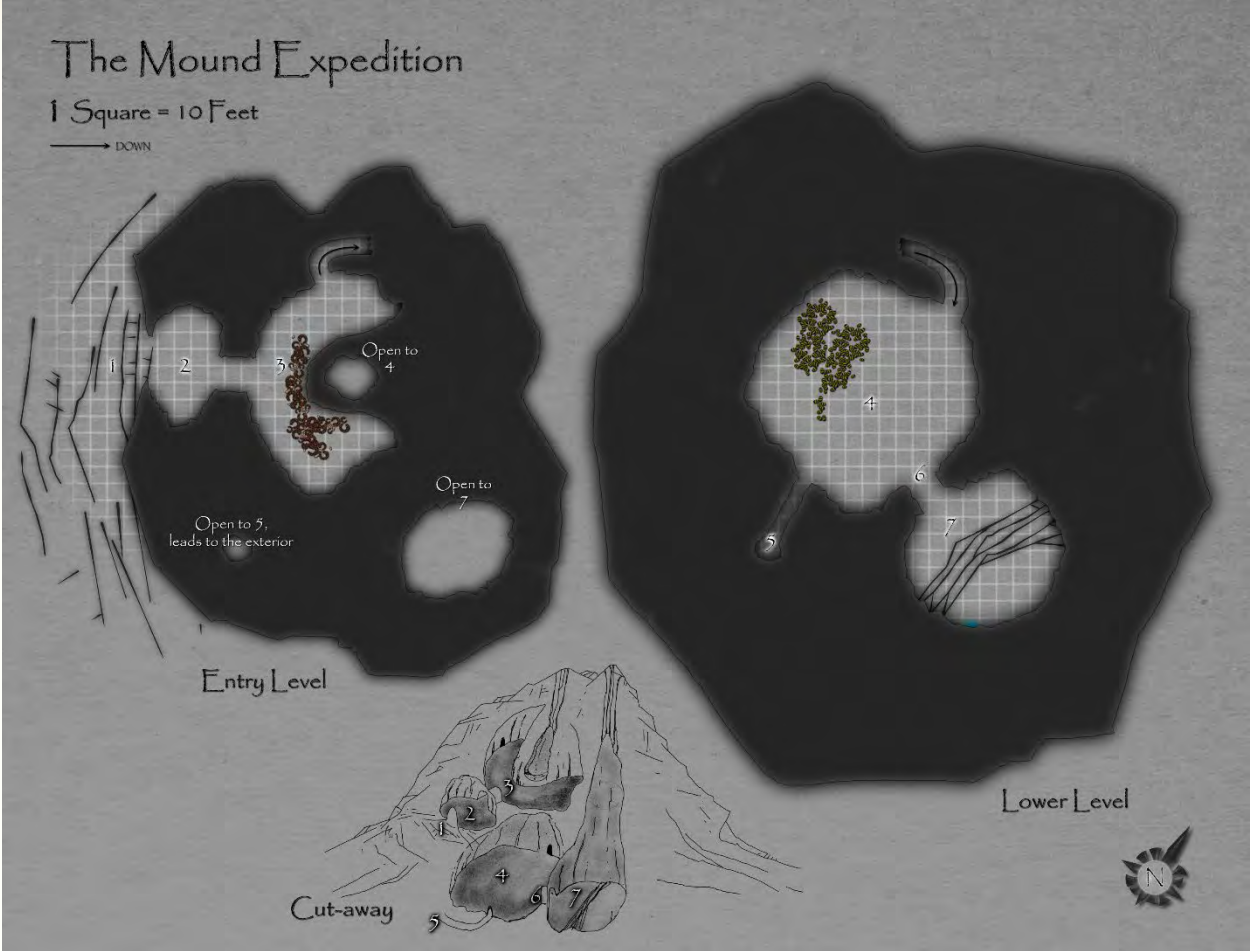 The Mound Expedition
1 Square = 10 Feet
DOWN
1
2
3
Open to
4
Open to
7
Open to 5,
leads to the exterior
Entry Level
4
5
6
7
Lower Level
1
2
3
4
5
6
7
Cut-away
N